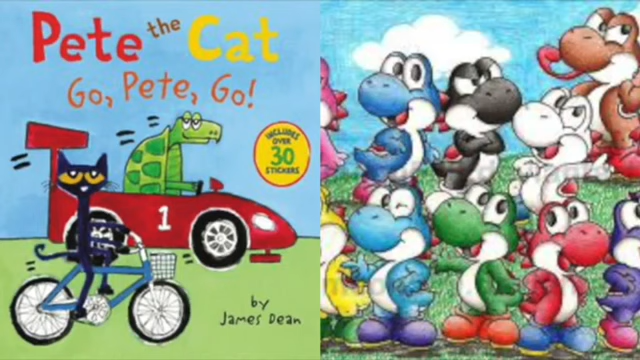 Pete the Cat
Go, Pete, Go!
INCLUDES
OVER
30
STICKERS
1
by
James Dean